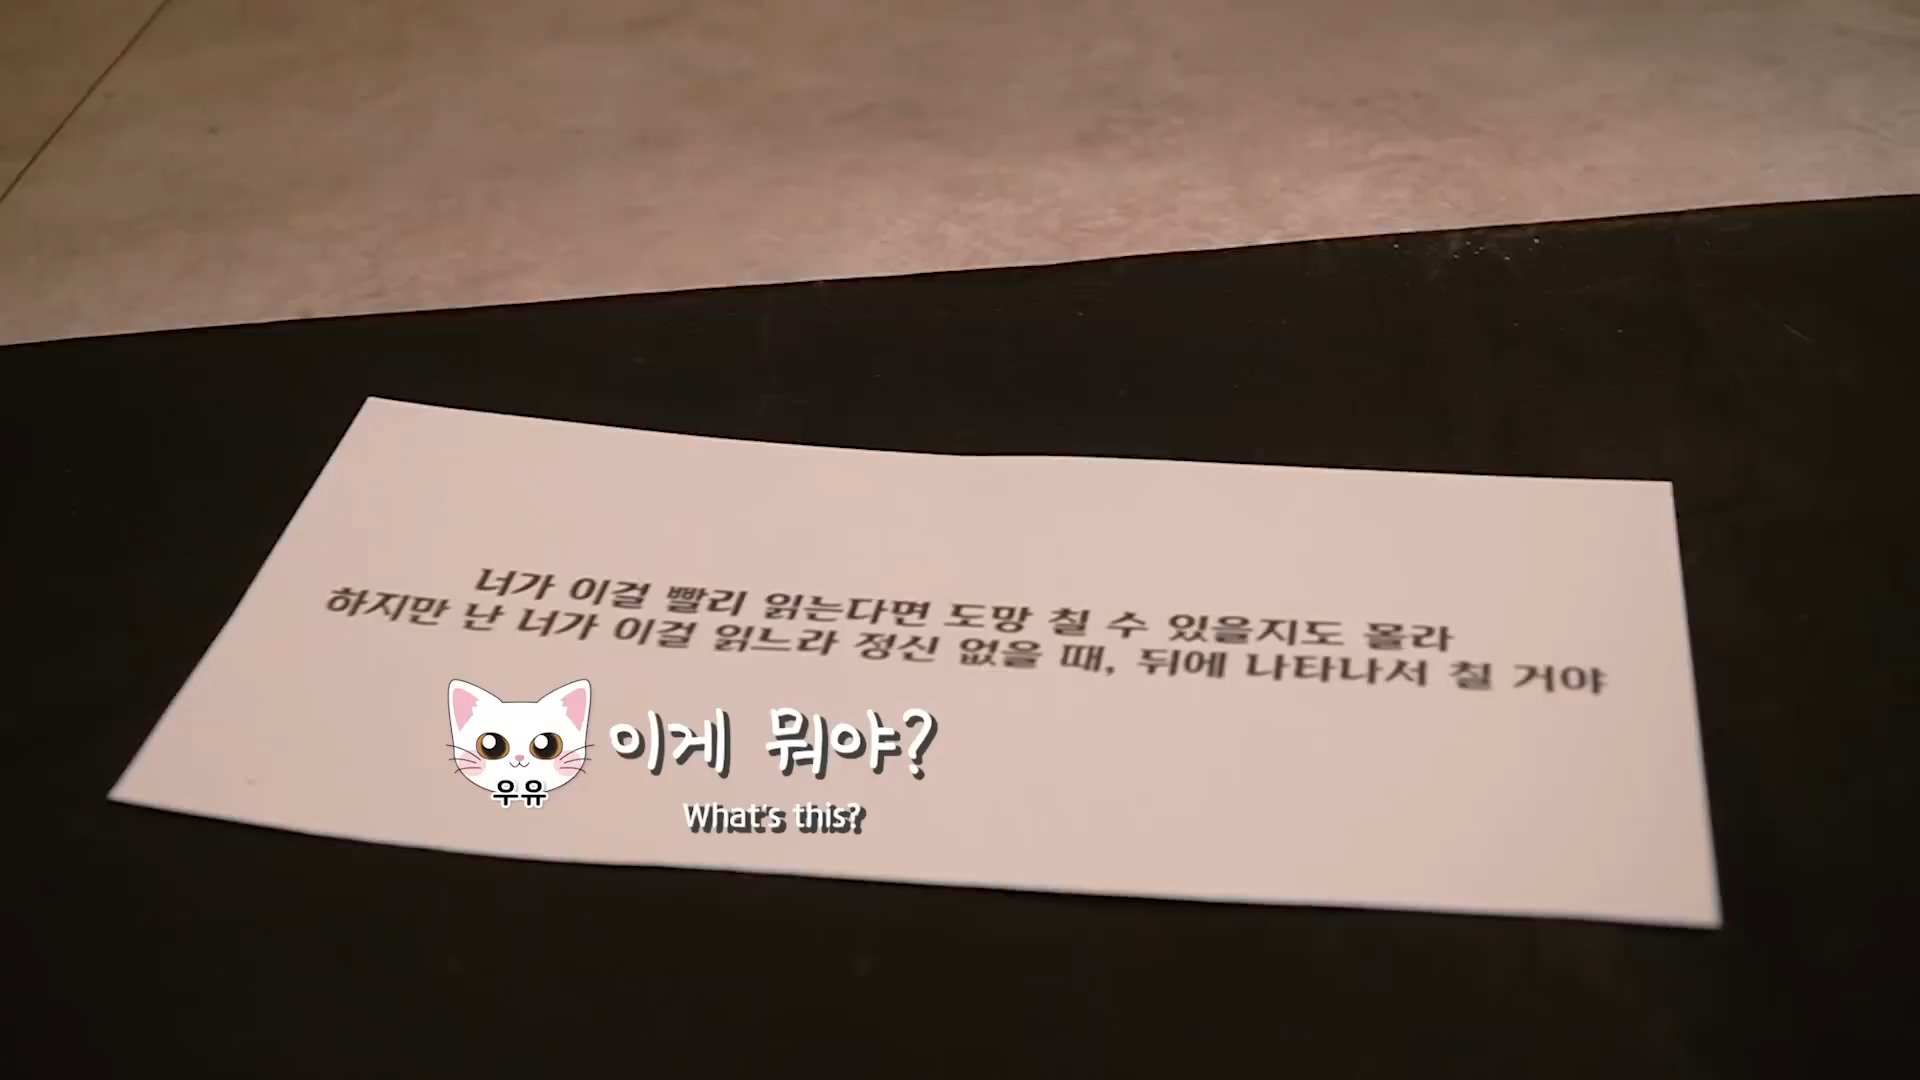 너가 이걸 빨리 읽는다면 도망 칠 수 있을지도 몰라
하지만 난 너가 이걸 읽느라 정신 없을 때, 뒤에 나타나서 칠 거야
이게 뭐야?
우유
What's this?